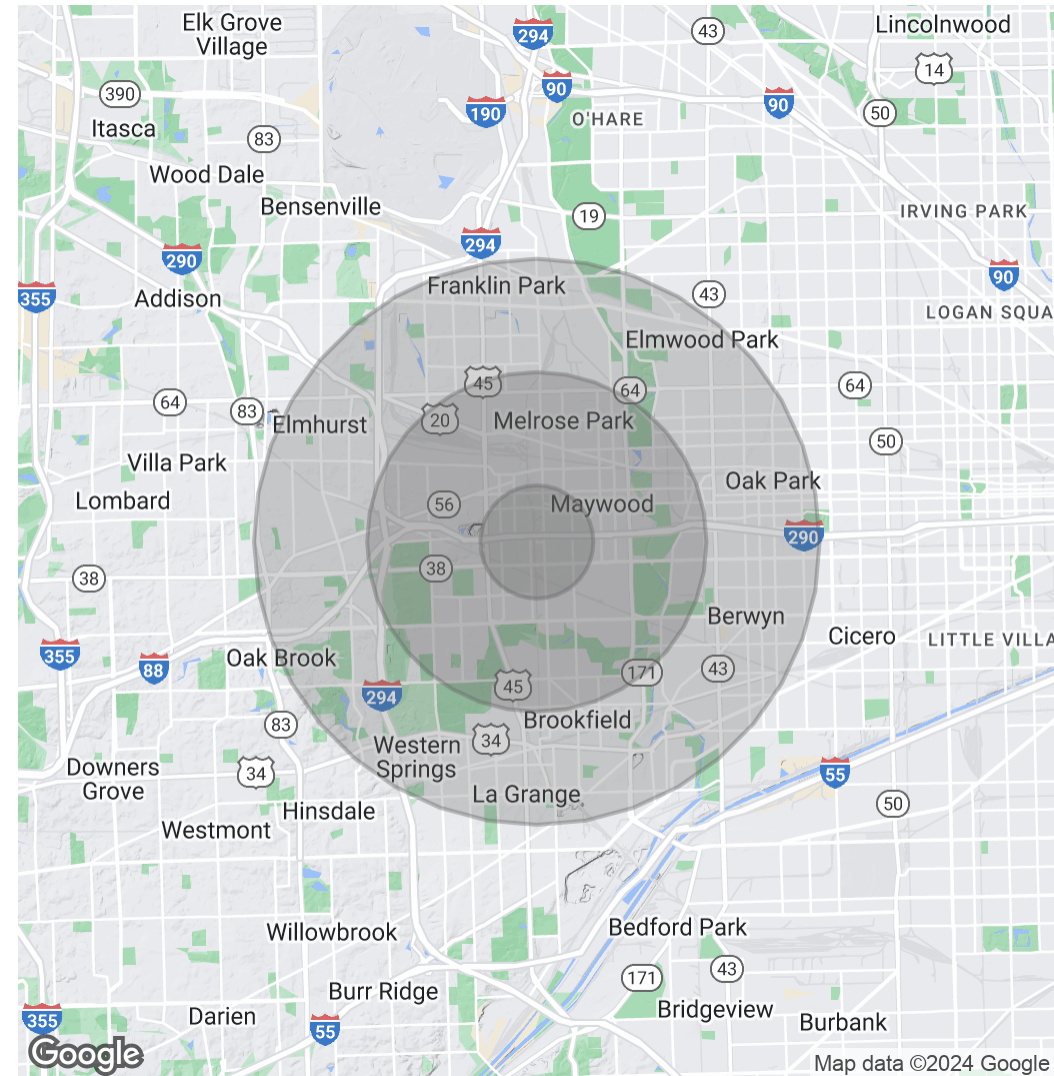 Elk Grove
Village
43
Lincolnwood
294
14
90
390
190
90
50
O'HARE
Itasca
83
Wood Dale
Bensenville
19
IRVING PARK
294
290
90
Franklin Park
355
Addison
43
LOGAN SQUA
Elmwood Park
45
64
64
64
83
20
Melrose Park
Elmhurst
50
Villa Park
Oak Park
Lombard
56
Maywood
290
38
38
Berwyn
Cicero
LITTLE VILLA
355
88
Oak Brook
171
43
294
45
83
Brookfield
34
Western
Springs
Downers
Grove
34
55
La Grange
50
Hinsdale
Westmont
Willowbrook
Bedford Park
43
171
Burr Ridge
Bridgeview
355
Darien
55
Burbank
Google
Map data ©2024 Google